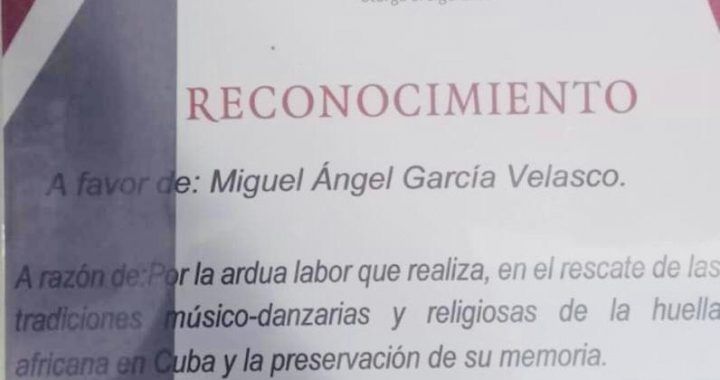 RECONOCIMIENTO
A favor de: Miguel Ángel García Velasco.
A razón de:Por la ardua labor que realiza, en el rescate de las
tradiciones músico-danzarias y religiosas de la huella
africana en Cuba y la preservación de su memoria.